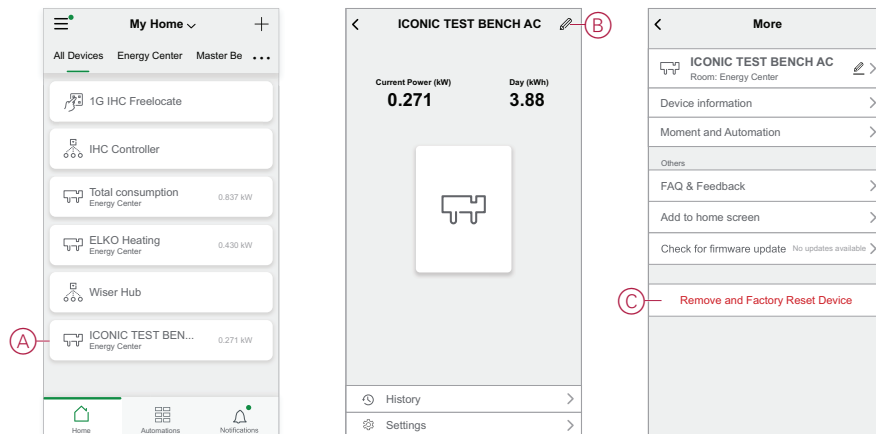 My Home
All Devices Energy Center Master Be
1G IHC Freelocate
IHC Controller
Total consumption
Energy Center
0.837 kW
ELKO Heating
Energy Center
0.430 kW
Wiser Hub
A
ICONIC TEST BEN...
Energy Center
0.271 kW
Home Automations Notifications
ICONIC TEST BENCH AC
B
Current Power (kW) Day (kWh)
0.271 3.88
History
Settings
More
ICONIC TEST BENCH AC
Room: Energy Center
Device information
Moment and Automation
Others
FAQ & Feedback
Add to home screen
Check for firmware update No updates available
C
Remove and Factory Reset Device